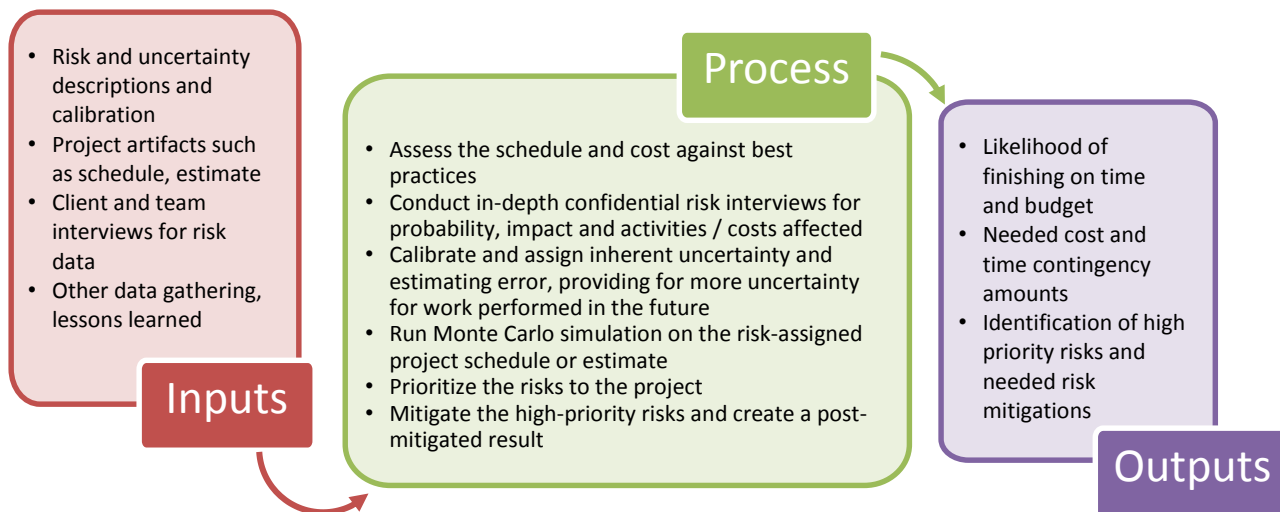 • Risk and uncertainty
descriptions and
calibration
• Project artifacts such
as schedule, estimate
• Client and team
interviews for risk
data
• Other data gathering,
lessons learned
Inputs
Process
• Assess the schedule and cost against best
practices
• Conduct in-depth confidential risk interviews for
probability, impact and activities / costs affected
• Calibrate and assign inherent uncertainty and
estimating error, providing for more uncertainty
for work performed in the future
• Run Monte Carlo simulation on the risk-assigned
project schedule or estimate
• Prioritize the risks to the project
• Mitigate the high-priority risks and create a post-
mitigated result
• Likelihood of
finishing on time
and budget
• Needed cost and
time contingency
amounts
• Identification of high
priority risks and
needed risk
mitigations
Outputs